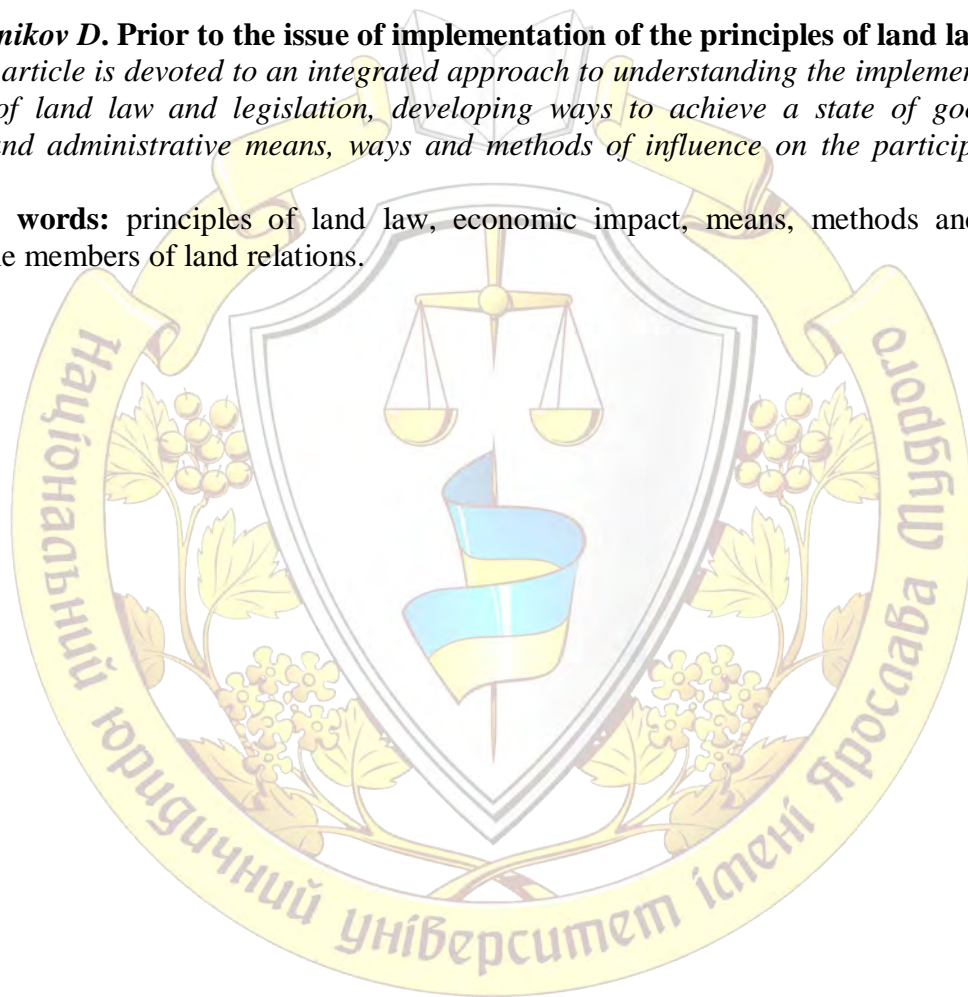 nikov D. Prior to the issue of implementation of the principles of land la
article is devoted to an integrated approach to understanding the implemen
of land law and legislation, developing ways to achieve a state of goo
nd administrative means, ways and methods of influence on the particip
words: principles of land law, economic impact, means, methods and
e members of land relations.
Національний юридичний університет імені Ярослава Мудрого